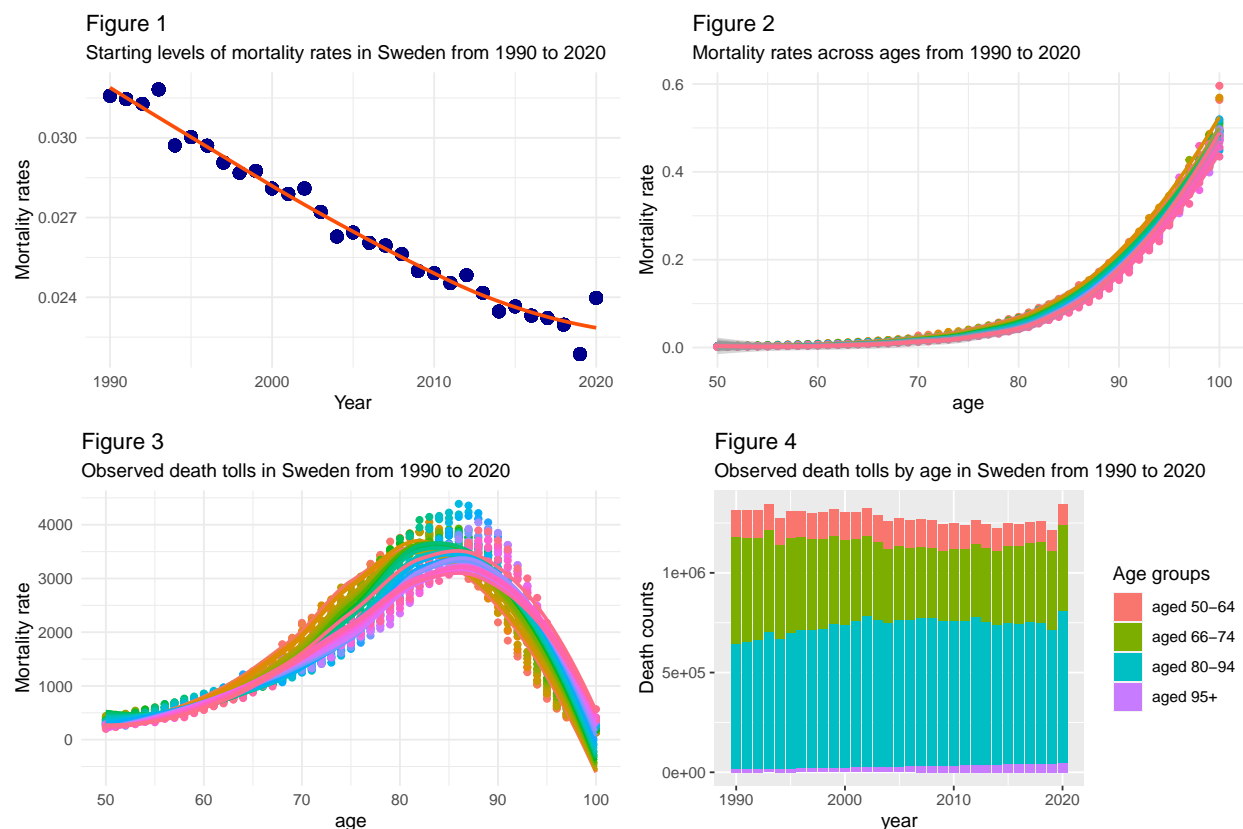 Figure 1
Starting levels of mortality rates in Sweden from 1990 to 2020
Mortality rates
0.030
0.027
0.024
1990
2000
2010
2020
Year
Figure 2
Mortality rates across ages from 1990 to 2020
Mortality rate
0.6
0.4
0.2
0.0
50
60
70
80
90
100
age
Figure 3
Observed death tolls in Sweden from 1990 to 2020
Mortality rate
4000
3000
2000
1000
0
50
60
70
80
90
100
age
Figure 4
Observed death tolls by age in Sweden from 1990 to 2020
Death counts
1e+06
5e+05
0e+00
1990
2000
2010
2020
year
Age groups
aged 50−64
aged 66−74
aged 80−94
aged 95+